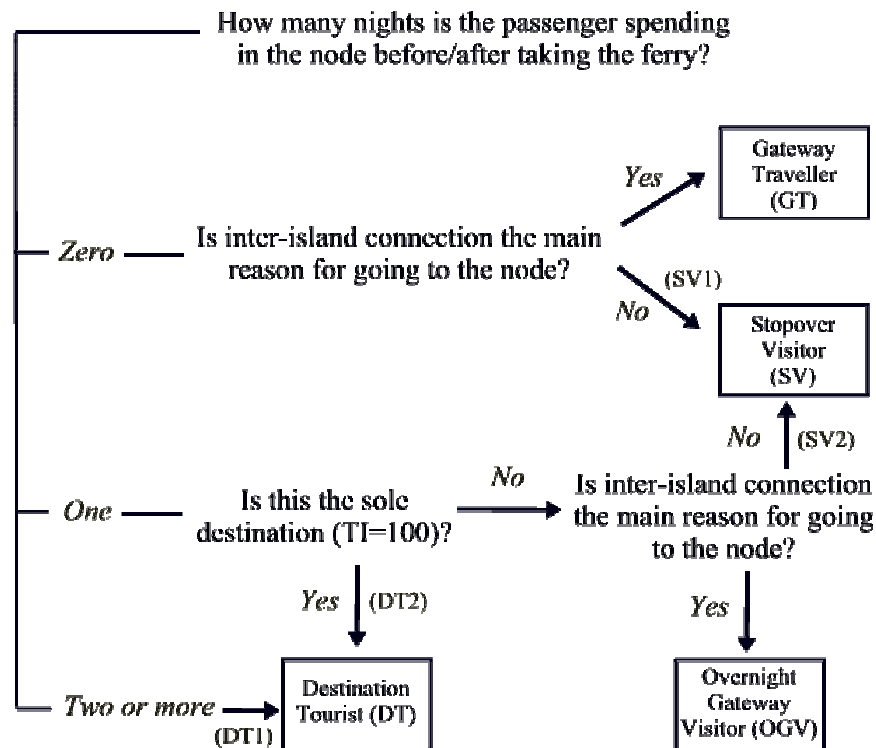 How many nights is the passenger spending
in the node before/after taking the ferry?
Gateway
Traveller
(GT)
Yes
Zero
Is inter-island connection the main
reason for going to the node?
(SV1)
No
Stopover
Visitor
(SV)
No
(SV2)
One
Is this the sole
destination (TI=100)?
No
Is inter-island connection
the main reason for going
to the node?
Yes
(DT2)
Yes
Two or more
(DT1)
Destination
Tourist (DT)
Overnight
Gateway
Visitor (OGV)